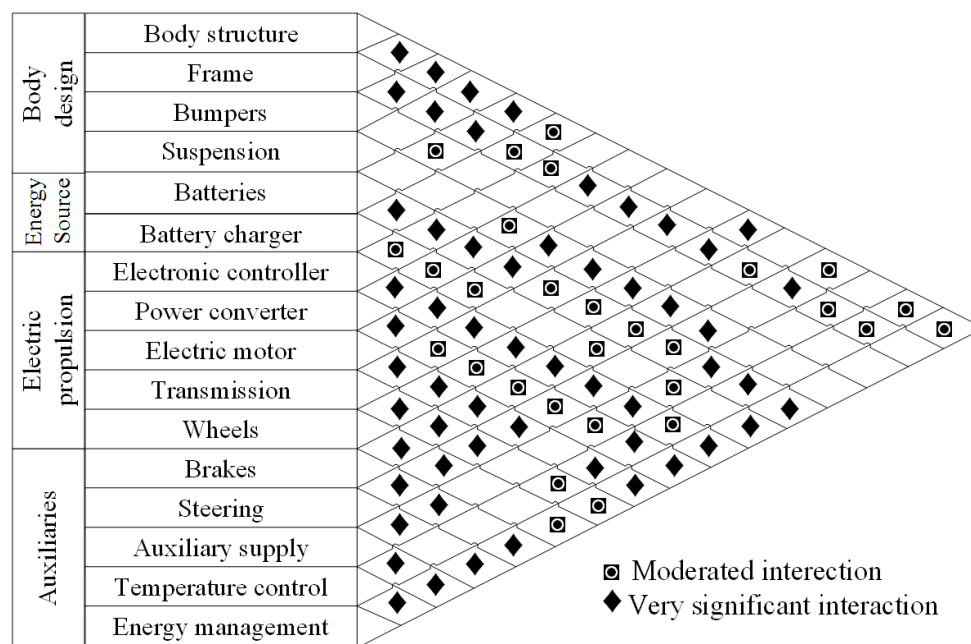 Body design
Body structure
Frame
Bumpers
Suspension
Energy Source
Batteries
Battery charger
Electric propulsion
Electronic controller
Power converter
Electric motor
Transmission
Wheels
Auxiliaries
Brakes
Steering
Auxiliary supply
Temperature control
Energy management
Moderated interection
Very significant interaction